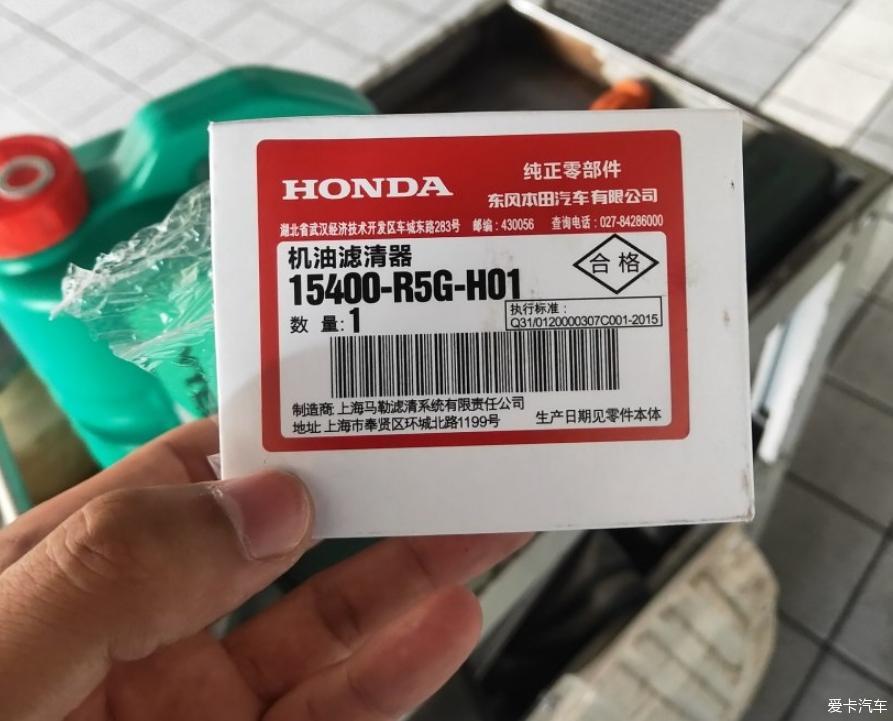 HONDA
纯正零部件
东风本田汽车有限公司
湖北省武汉经济技术开发区车城东路283号 邮编:430056 查询电话:027-84286000
机油滤清器
合格
15400-R5G-H01
数 量:1
执行标准:
Q31/0120000307C001-2015
制造商:上海马勒滤清系统有限责任公司
地址 上海市奉贤区环城北路1199号
生产日期见零件本体
爱卡汽车